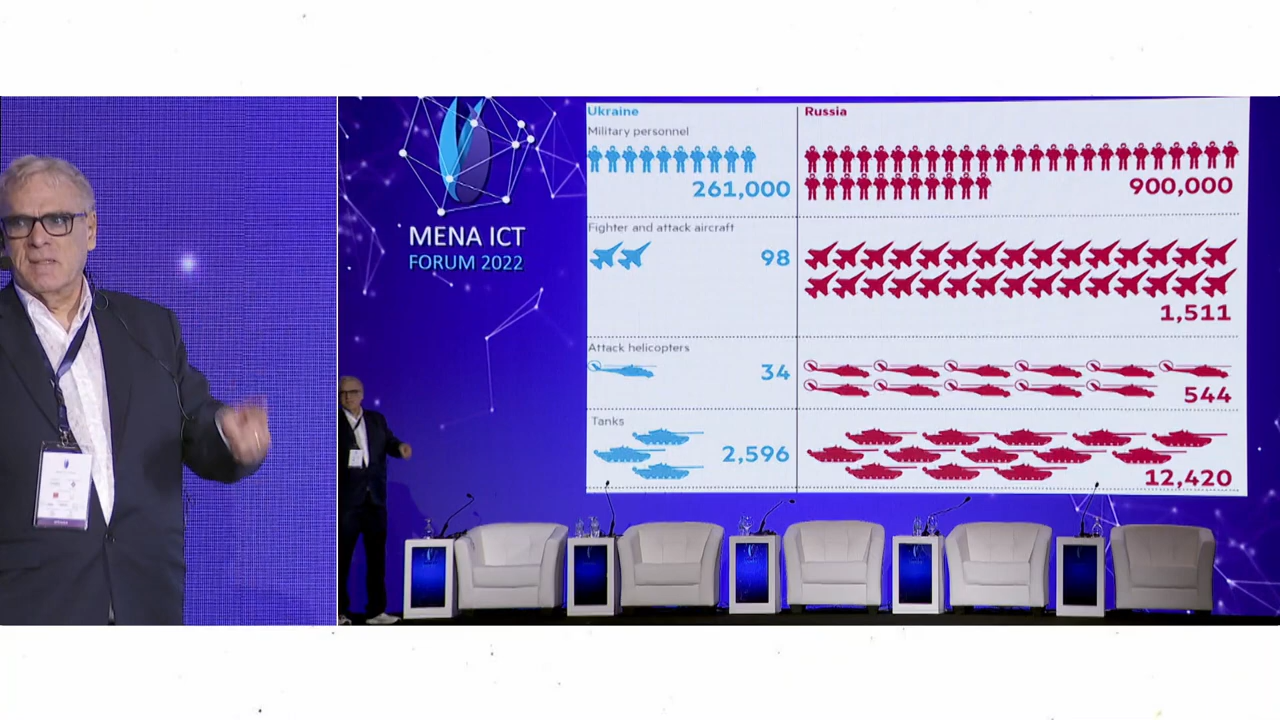 MENA ICT
FORUM 2022
Ukraine
Russia
Military personnel
261,000
900,000
Fighter and attack aircraft
98
1,511
Attack helicopters
34
544
Tanks
2,596
12,420